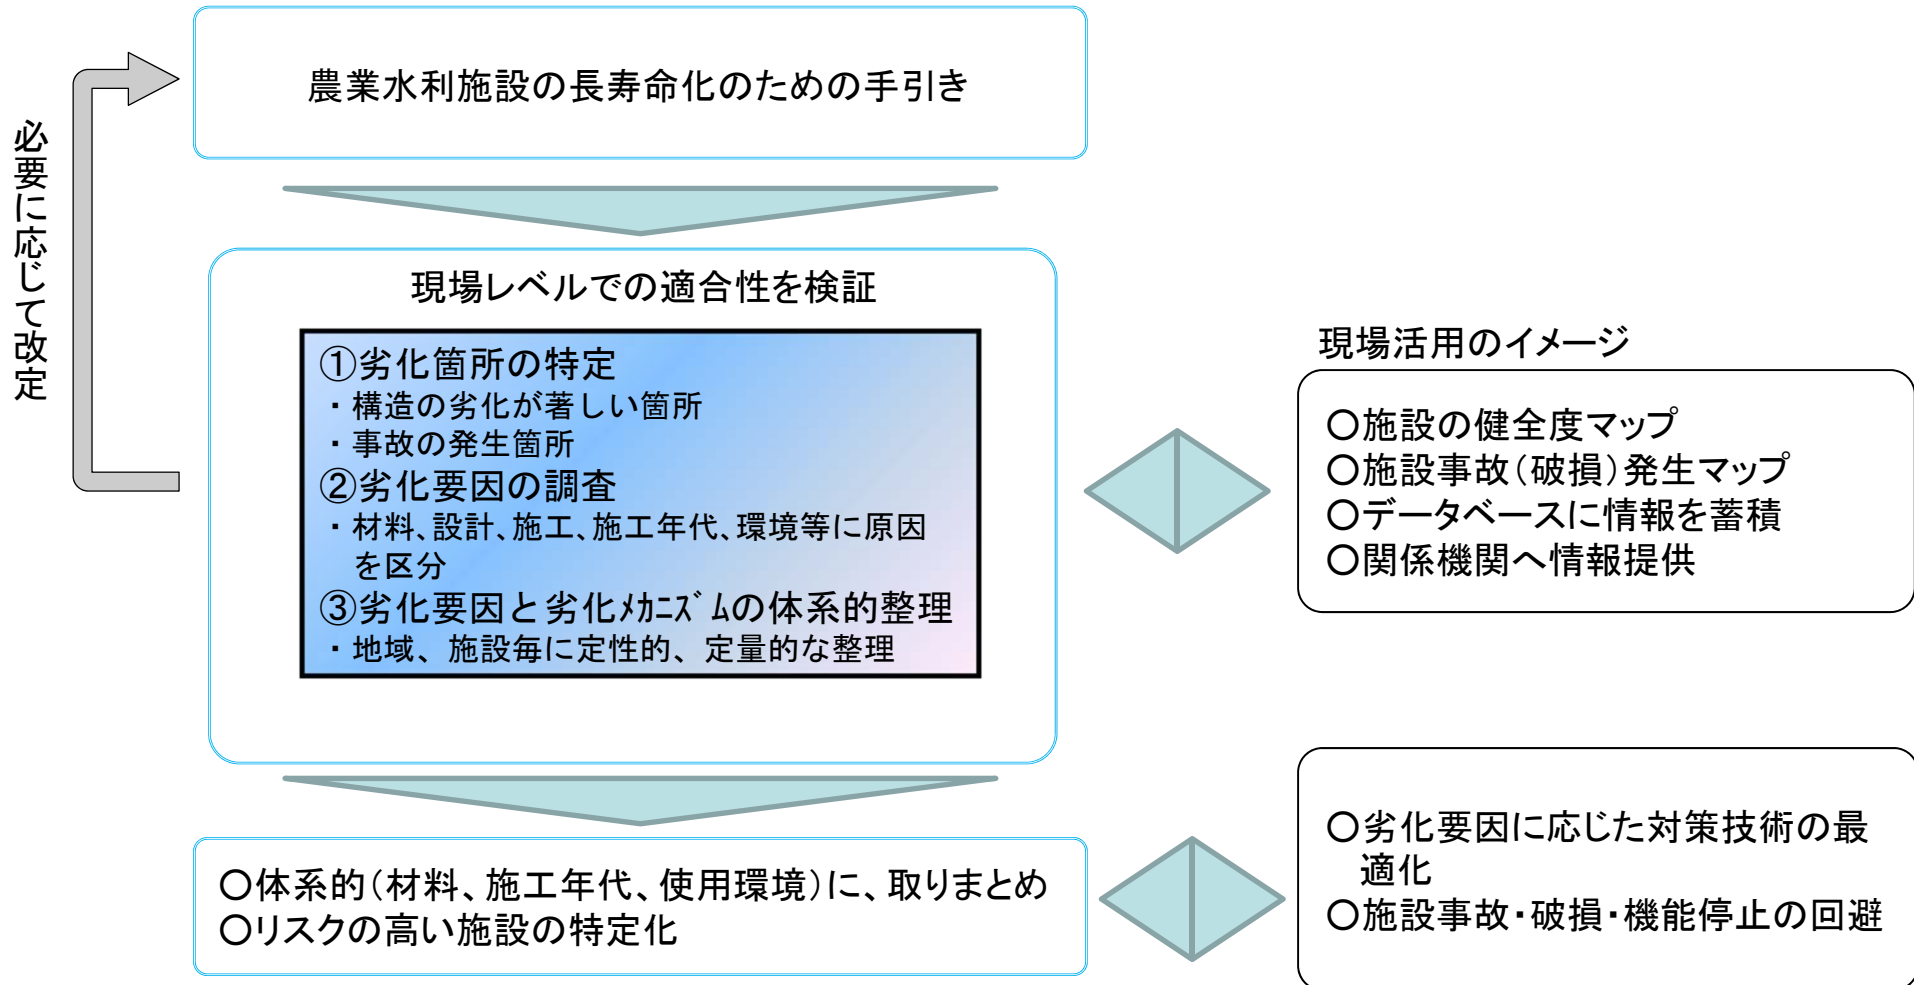 農業水利施設の長寿命化のための手引き
必要に応じて改定
現場レベルでの適合性を検証
①劣化箇所の特定
・構造の劣化が著しい箇所
・事故の発生箇所
②劣化要因の調査
・材料、設計、施工、施工年代、環境等に原因
を区分
③劣化要因と劣化ﾒｶﾆｽﾞﾑの体系的整理
・地域、施設毎に定性的、定量的な整理
現場活用のイメージ
○施設の健全度マップ
○施設事故（破損）発生マップ
○データベースに情報を蓄積
○関係機関へ情報提供
○体系的（材料、施工年代、使用環境）に、取りまとめ
○リスクの高い施設の特定化
○劣化要因に応じた対策技術の最
適化
○施設事故・破損・機能停止の回避